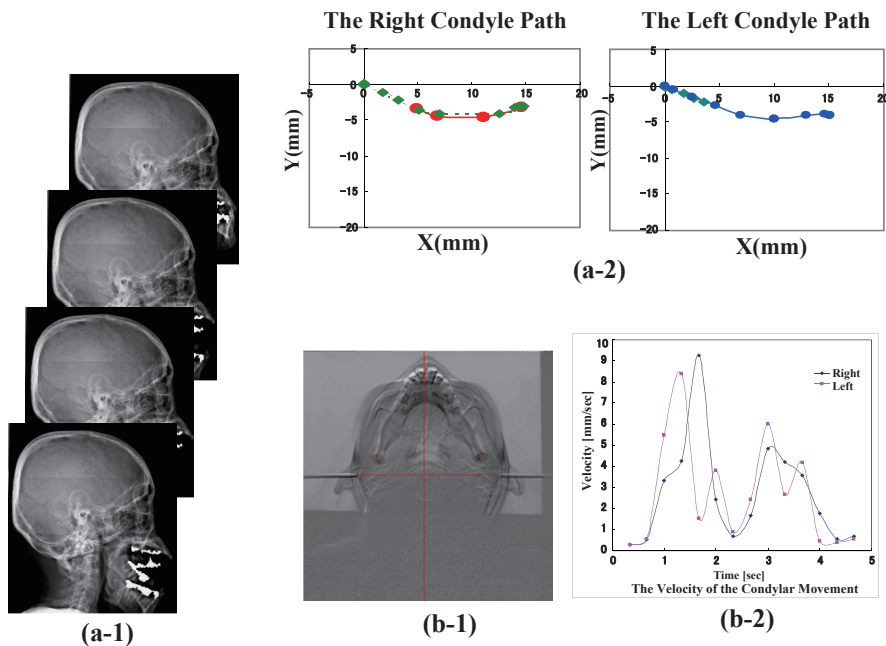 The Right Condyle Path
The Left Condyle Path
5
0
-5
-10
-15
-20
-5 0 5 10 15 20
Y(mm)
X(mm)
5
0
-5
-10
-15
-20
-5 0 5 10 15 20
Y(mm)
X(mm)
(a-2)
(a-1)
(b-1)
10
9
8
7
6
5
4
3
2
1
0
0 1 2 3 4 5
Velocity [mm/sec]
Right
Left
Time [sec]
The Velocity of the Condylar Movement
(b-2)